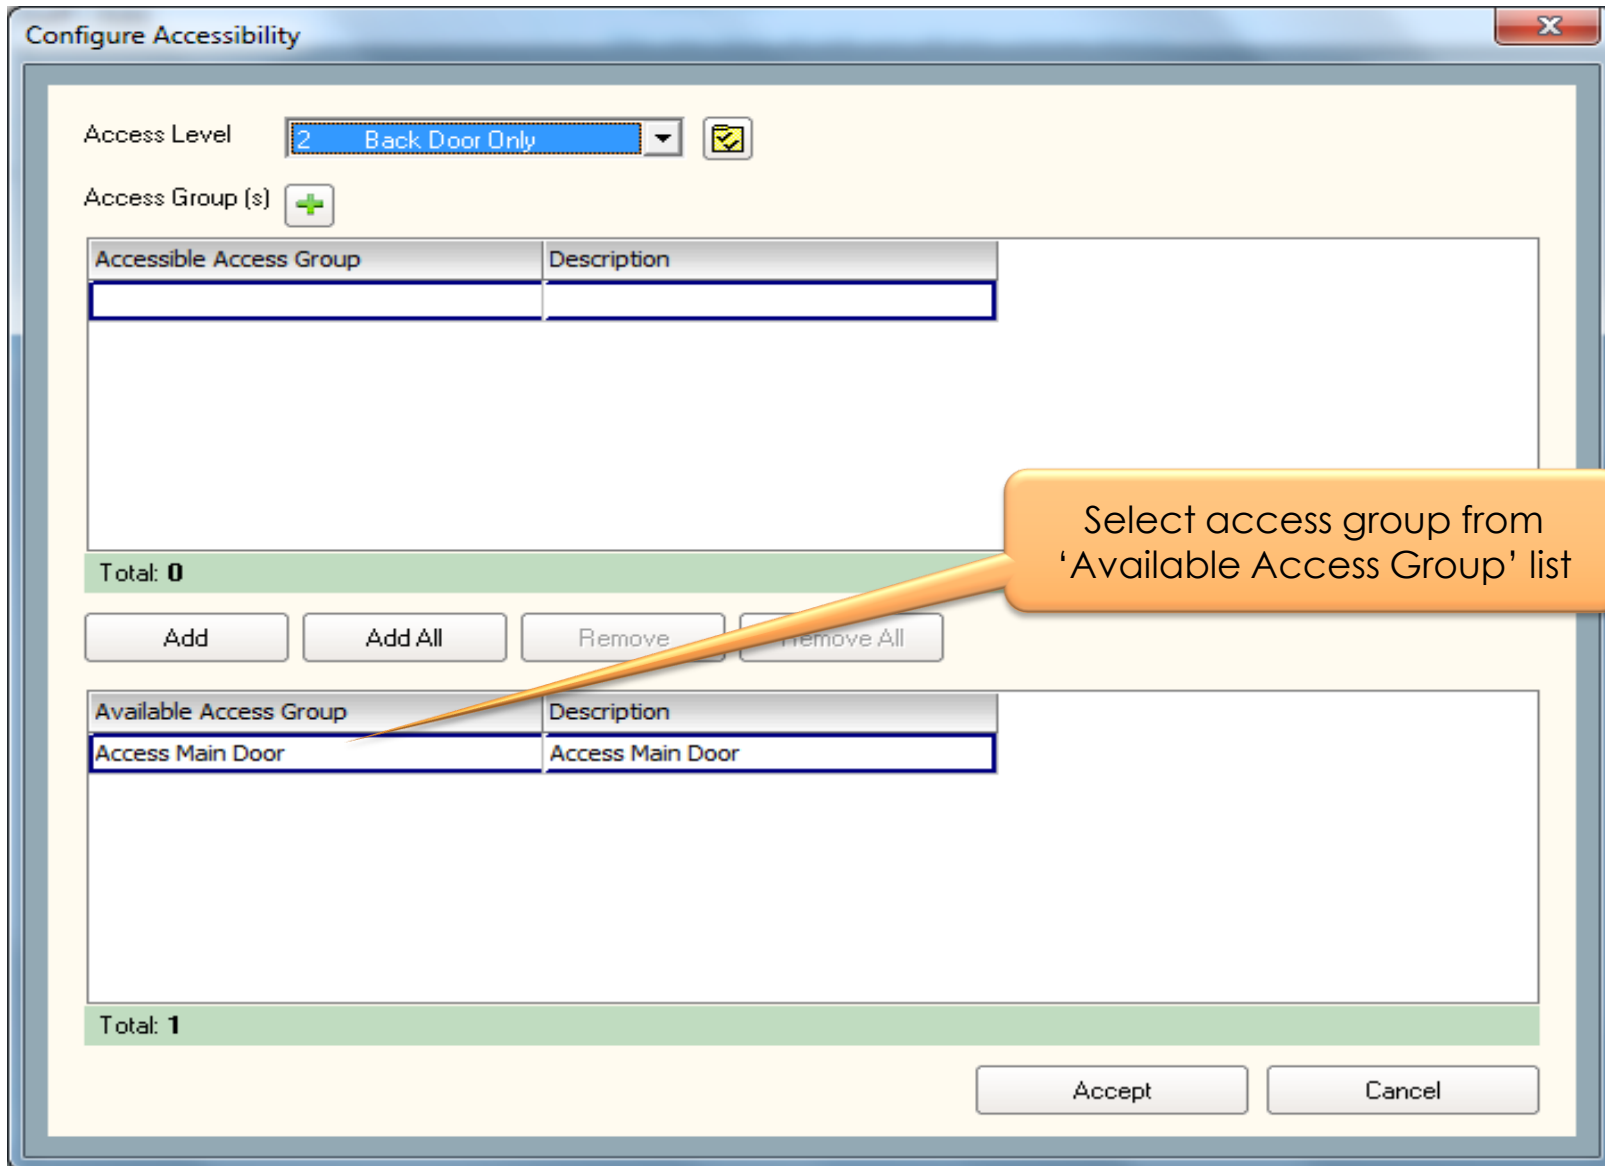 Configure Accessibility
Access Level 2 Back Door Only
Access Group (s)
Accessible Access Group Description
Total: 0
Select access group from
‘Available Access Group’ list
Add Add All Remove Remove All
Available Access Group Description
Access Main Door Access Main Door
Total: 1
Accept Cancel